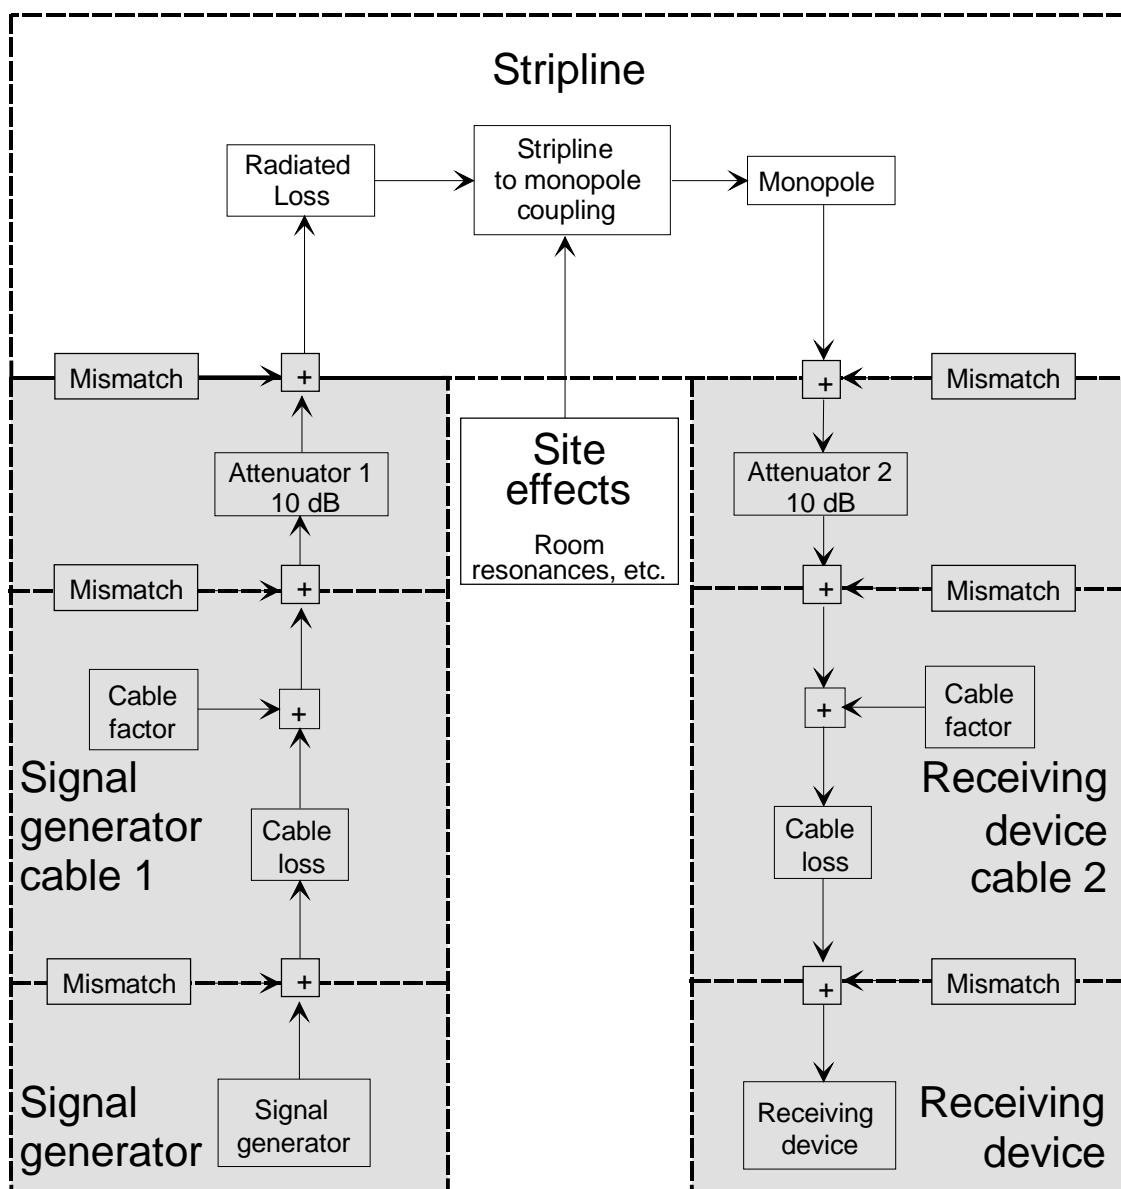 Stripline
Radiated
Loss
Stripline
to monopole
coupling
Monopole
Mismatch
+
+
Mismatch
Attenuator 1
10 dB
Site
effects
Room
resonances, etc.
Attenuator 2
10 dB
Mismatch
+
+
Mismatch
Cable
factor
+
+
Cable
factor
Signal
generator
cable 1
Cable
loss
Cable
loss
Receiving
device
cable 2
Mismatch
+
+
Mismatch
Signal
generator
Signal
generator
Receiving
device
Receiving
device